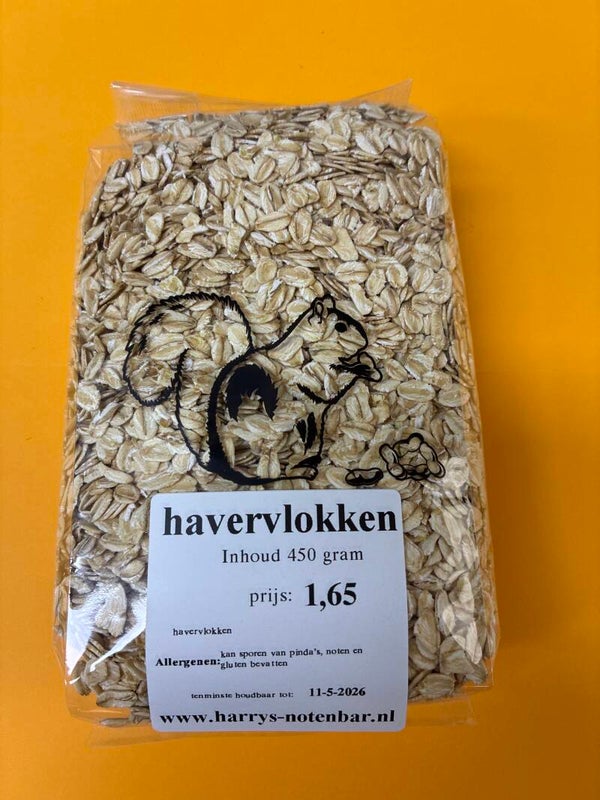 havervlokken
Inhoud 450 gram
prijs: 1,65
havervlokken
Allergenen: kan sporen van pinda's, noten en
gluten bevatten
tenminste houdbaar tot: 11-5-2026
www.harrys-notenbar.nl